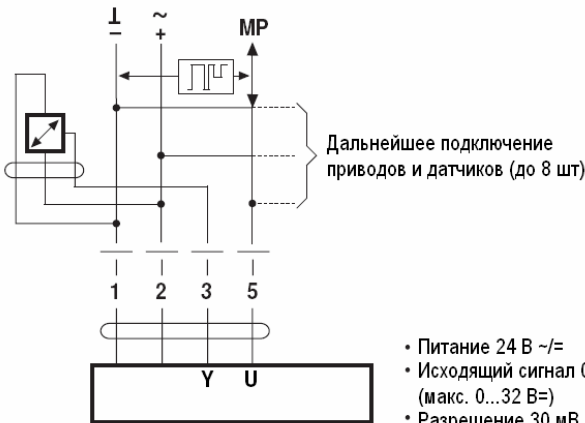 ⊥ ~
− + MP
Дальнейшее подключение
приводов и датчиков (до 8 шт)
1 2 3 5
Y U
• Питание 24 В ~/=
• Исходящий сигнал 0
(макс. 0...32 В=)
• Разрешение 30 мВ